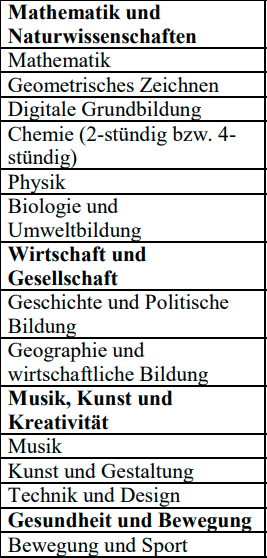 Mathematik und
Naturwissenschaften
Mathematik
Geometrisches Zeichnen
Digitale Grundbildung
Chemie (2-stündig bzw. 4-
stündig)
Physik
Biologie und
Umweltbildung
Wirtschaft und
Gesellschaft
Geschichte und Politische
Bildung
Geographie und
wirtschaftliche Bildung
Musik, Kunst und
Kreativität
Musik
Kunst und Gestaltung
Technik und Design
Gesundheit und Bewegung
Bewegung und Sport